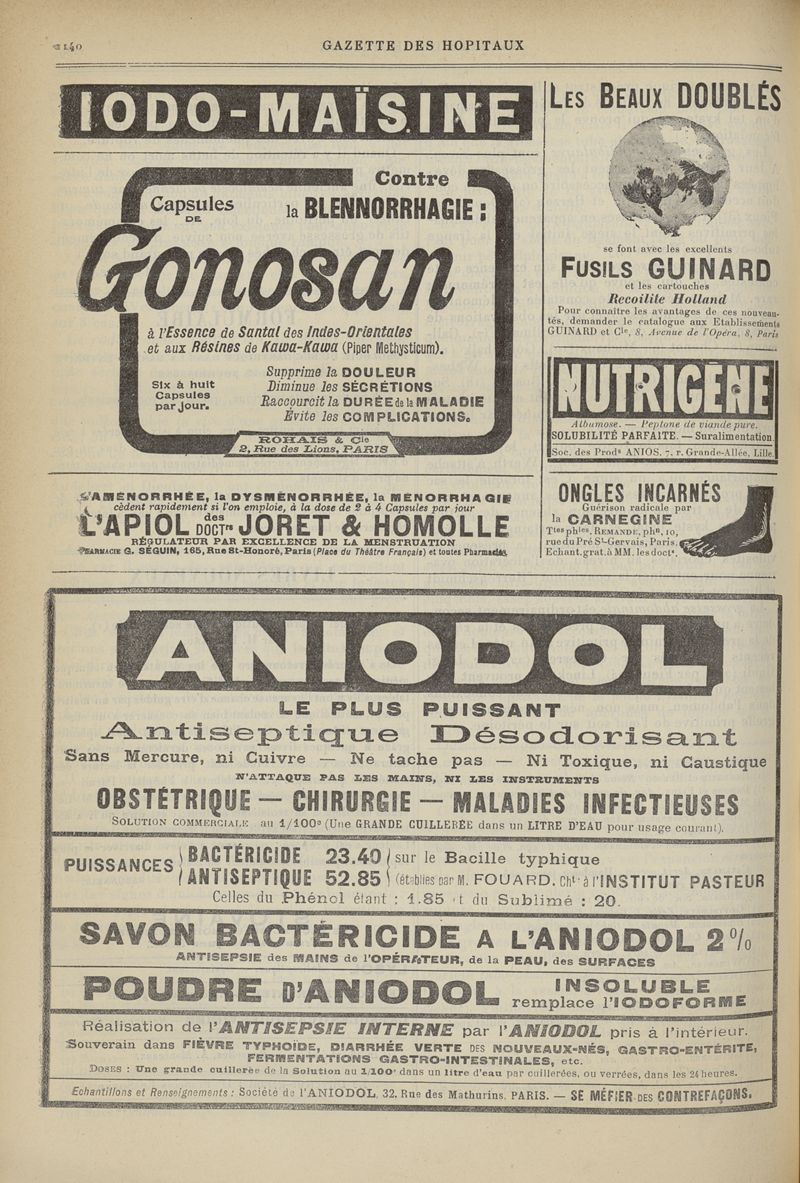 GAZETTE DES HOPITAUX
IODO-MAÏSINE
Contre
Capsules
DE
la BLENNORRHAGIE:
Gonosan
à l'Essence de Santal des Indes-Orientales
et aux Résines de Kawa-Kawa (Piper Methysticum).
Six à huit
Capsules
par jour.
Supprime la DOULEUR
Diminue les SÉCRÉTIONS
Raccourcit la DURÉE de la MALADIE
Évite les COMPLICATIONS.
ROHAIS & Cie
2, Rue des Lions, PARIS
L'AMÉNORRHÉE, la DYSMÉNORRHÉE, la MÉNORRHAGIE
cèdent rapidement si l'on emploie, à la dose de 2 à 4 Capsules par jour
L'APIOL des DOCTrs JORET & HOMOLLE
RÉGULATEUR PAR EXCELLENCE DE LA MENSTRUATION
PHARMACIE G. SÉGUIN, 165, Rue St-Honoré, Paris (Place du Théâtre Français) et toutes Pharmacies.
LES BEAUX DOUBLÉS
se font avec les excellents
FUSILS GUINARD
et les cartouches
Recoilite Holland
Pour connaître les avantages de ces nouveau-
tés, demander le catalogue aux Etablissements
GUINARD et Cie, 8, Avenue de l'Opéra, 8, Paris
NUTRIGÈNE
Albumose. — Peptone de viande pure.
SOLUBILITÉ PARFAITE. — Suralimentation
Soc. des Prods ANIOS, 7, r. Grande-Allée, Lille.
ONGLES INCARNÉS
Guérison radicale par
la CARNEGINE
Ttes phies. REMANDE, phn, 10,
rue du Pré St-Gervais, Paris.
Echant. grat. à MM. les docts.
ANIODOL
LE PLUS PUISSANT
Antiseptique Désodorisant
Sans Mercure, ni Cuivre — Ne tache pas — Ni Toxique, ni Caustique
N'ATTAQUE PAS LES MAINS, NI LES INSTRUMENTS
OBSTÉTRIQUE — CHIRURGIE — MALADIES INFECTIEUSES
SOLUTION COMMERCIALE au 1/100e (Une GRANDE CUILLERÉE dans un LITRE D'EAU pour usage courant).
PUISSANCES
BACTÉRICIDE 23.40
ANTISEPTIQUE 52.85
sur le Bacille typhique
(établies par M. FOUARD, Cht à l'INSTITUT PASTEUR
Celles du Phénol étant : 1.85 et du Sublimé : 20.
SAVON BACTÉRICIDE A L'ANIODOL 2%
ANTISEPSIE des MAINS de l'OPÉRATEUR, de la PEAU, des SURFACES
POUDRE D'ANIODOL INSOLUBLE
remplace l'IODOFORME
Réalisation de l'ANTISEPSIE INTERNE par l'ANIODOL pris à l'intérieur.
Souverain dans FIÈVRE TYPHOÏDE, DIARRHÉE VERTE DES NOUVEAUX-NÉS, GASTRO-ENTÉRITE,
FERMENTATIONS GASTRO-INTESTINALES, etc.
DOSES : Une grande cuillerée de la Solution au 1/100e dans un litre d'eau par cuillerées, ou verrées, dans les 24 heures.
Echantillons et Renseignements : Société de l'ANIODOL, 32, Rue des Mathurins, PARIS. — SE MÉFIER DES CONTREFAÇONS.